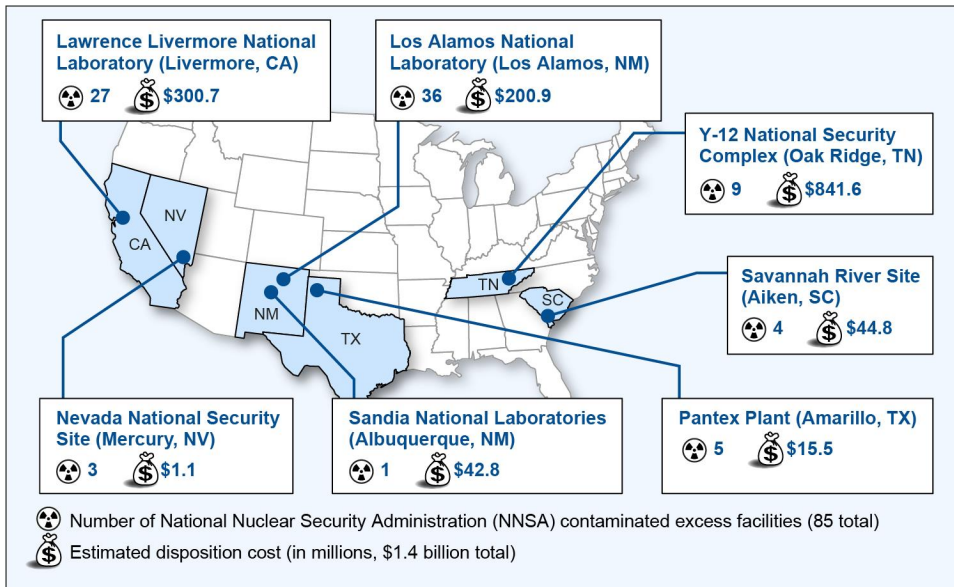 Lawrence Livermore National
Laboratory (Livermore, CA)
27 $300.7
Los Alamos National
Laboratory (Los Alamos, NM)
36 $200.9
Y-12 National Security
Complex (Oak Ridge, TN)
9 $841.6
Savannah River Site
(Aiken, SC)
4 $44.8
NV
CA
NM
TX
TN
SC
Nevada National Security
Site (Mercury, NV)
3 $1.1
Sandia National Laboratories
(Albuquerque, NM)
1 $42.8
Pantex Plant (Amarillo, TX)
5 $15.5
Number of National Nuclear Security Administration (NNSA) contaminated excess facilities (85 total)
$ Estimated disposition cost (in millions, $1.4 billion total)